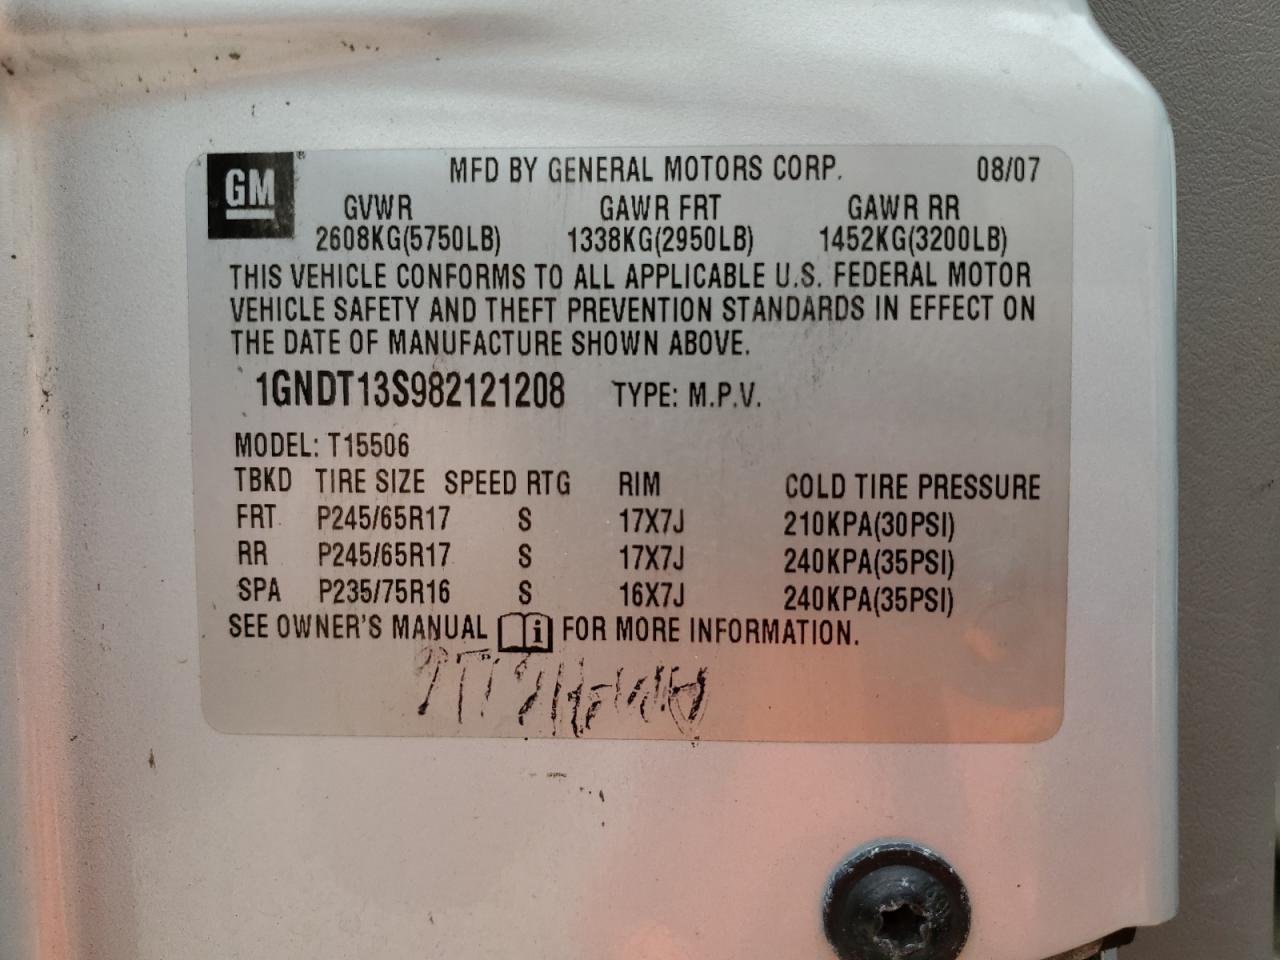 GM ® MFD BY GENERAL MOTORS CORP. 08/07
GVWR GAWR FRT GAWR RR
2608KG(5750LB) 1338KG(2950LB) 1452KG(3200LB)
THIS VEHICLE CONFORMS TO ALL APPLICABLE U.S. FEDERAL MOTOR
VEHICLE SAFETY AND THEFT PREVENTION STANDARDS IN EFFECT ON
THE DATE OF MANUFACTURE SHOWN ABOVE.
1GNDT13S982121208 TYPE: M.P.V.
MODEL: T15506
TBKD TIRE SIZE SPEED RTG RIM COLD TIRE PRESSURE
FRT P245/65R17 S 17X7J 210KPA(30PSI)
RR P245/65R17 S 17X7J 240KPA(35PSI)
SPA P235/75R16 S 16X7J 240KPA(35PSI)
SEE OWNER'S MANUAL i FOR MORE INFORMATION.